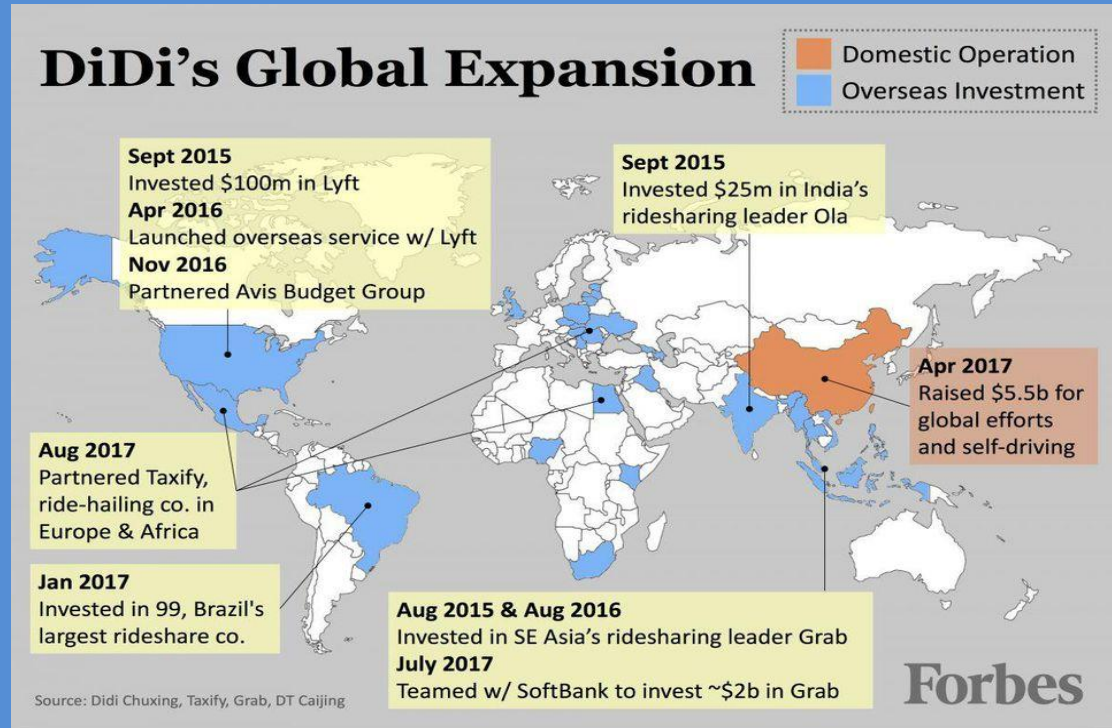 DiDi's Global Expansion
Domestic Operation
Overseas Investment
Sept 2015
Invested $100m in Lyft
Apr 2016
Launched overseas service w/ Lyft
Nov 2016
Partnered Avis Budget Group
Sept 2015
Invested $25m in India's
ridesharing leader Ola
Apr 2017
Raised $5.5b for
global efforts
and self-driving
Aug 2017
Partnered Taxify,
ride-hailing co. in
Europe & Africa
Jan 2017
Invested in 99, Brazil's
largest rideshare co.
Aug 2015 & Aug 2016
Invested in SE Asia's ridesharing leader Grab
July 2017
Teamed w/ SoftBank to invest ~$2b in Grab
Source: Didi Chuxing, Taxify, Grab, DT Caijing
Forbes